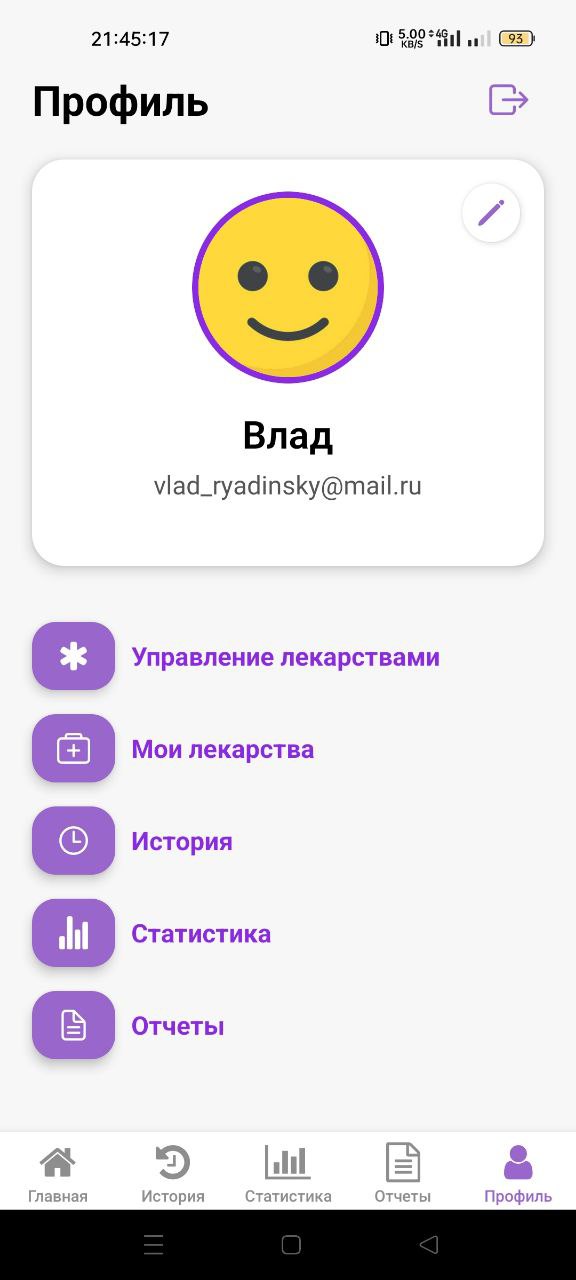 21:45:17
5.00 KB/S 4G 93
Профиль
Влад
vlad_ryadinsky@mail.ru
Управление лекарствами
Мои лекарства
История
Статистика
Отчеты
Главная История Статистика Отчеты Профиль